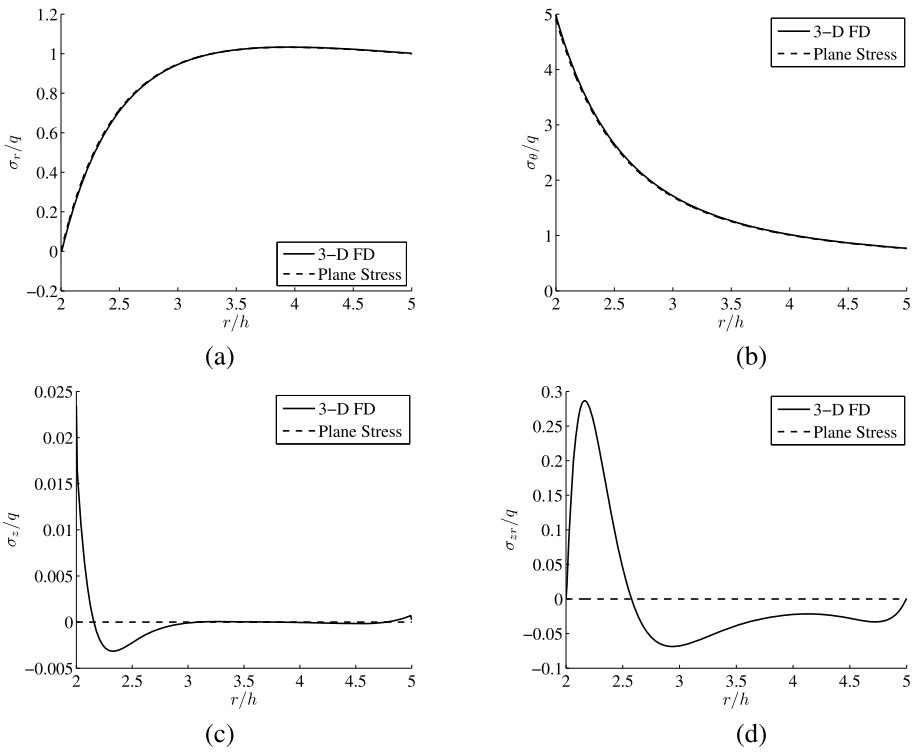 1.2
1
0.8
0.6
0.4
0.2
0
−0.2
σr/q
3−D FD
Plane Stress
2 2.5 3 3.5 4 4.5 5
r/h
(a)
5
4
3
2
1
0
σθ/q
3−D FD
Plane Stress
2 2.5 3 3.5 4 4.5 5
r/h
(b)
0.025
0.02
0.015
0.01
0.005
0
−0.005
σz/q
3−D FD
Plane Stress
2 2.5 3 3.5 4 4.5 5
r/h
(c)
0.3
0.25
0.2
0.15
0.1
0.05
0
−0.05
−0.1
σzr/q
3−D FD
Plane Stress
2 2.5 3 3.5 4 4.5 5
r/h
(d)